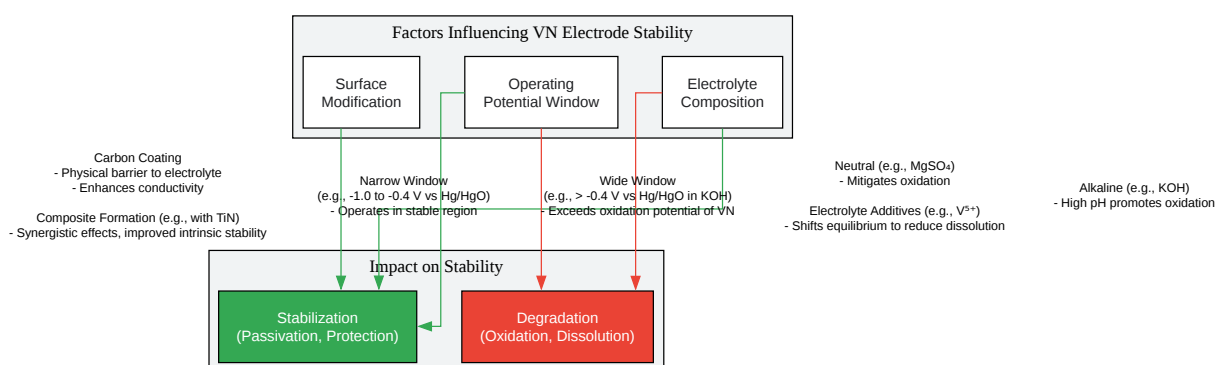 Factors Influencing VN Electrode Stability
Surface
Modification
Operating
Potential Window
Electrolyte
Composition
Carbon Coating
- Physical barrier to electrolyte
- Enhances conductivity
Composite Formation (e.g., with TiN)
- Synergistic effects, improved intrinsic stability
Narrow Window
(e.g., -1.0 to -0.4 V vs Hg/HgO)
- Operates in stable region
Wide Window
(e.g., > -0.4 V vs Hg/HgO in KOH)
- Exceeds oxidation potential of VN
Neutral (e.g., MgSO₄)
- Mitigates oxidation
Electrolyte Additives (e.g., V⁵⁺)
- Shifts equilibrium to reduce dissolution
Alkaline (e.g., KOH)
- High pH promotes oxidation
Impact on Stability
Stabilization
(Passivation, Protection)
Degradation
(Oxidation, Dissolution)